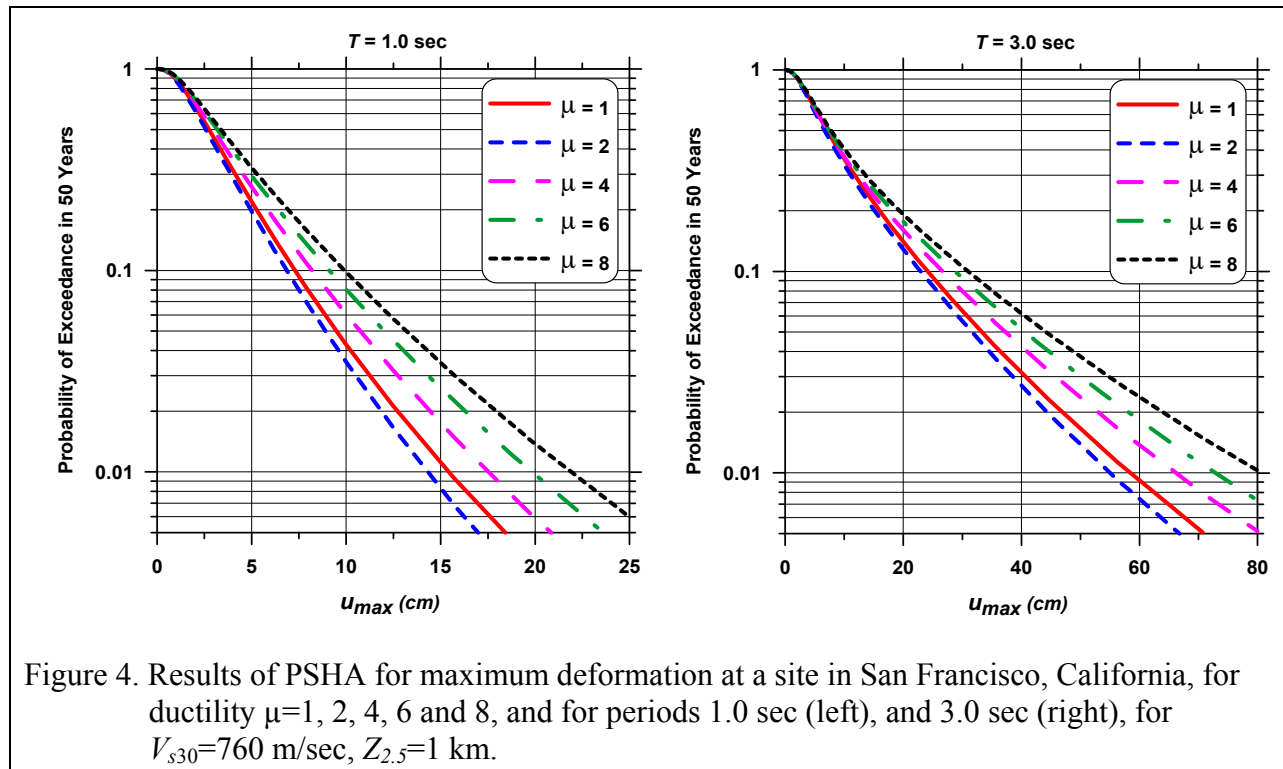 T = 1.0 sec
1
0.1
0.01
Probability of Exceedance in 50 Years
μ = 1
μ = 2
μ = 4
μ = 6
μ = 8
0 5 10 15 20 25
umax (cm)
T = 3.0 sec
1
0.1
0.01
Probability of Exceedance in 50 Years
μ = 1
μ = 2
μ = 4
μ = 6
μ = 8
0 20 40 60 80
umax (cm)
Figure 4. Results of PSHA for maximum deformation at a site in San Francisco, California, for
ductility μ=1, 2, 4, 6 and 8, and for periods 1.0 sec (left), and 3.0 sec (right), for
Vs30=760 m/sec, Z2.5=1 km.